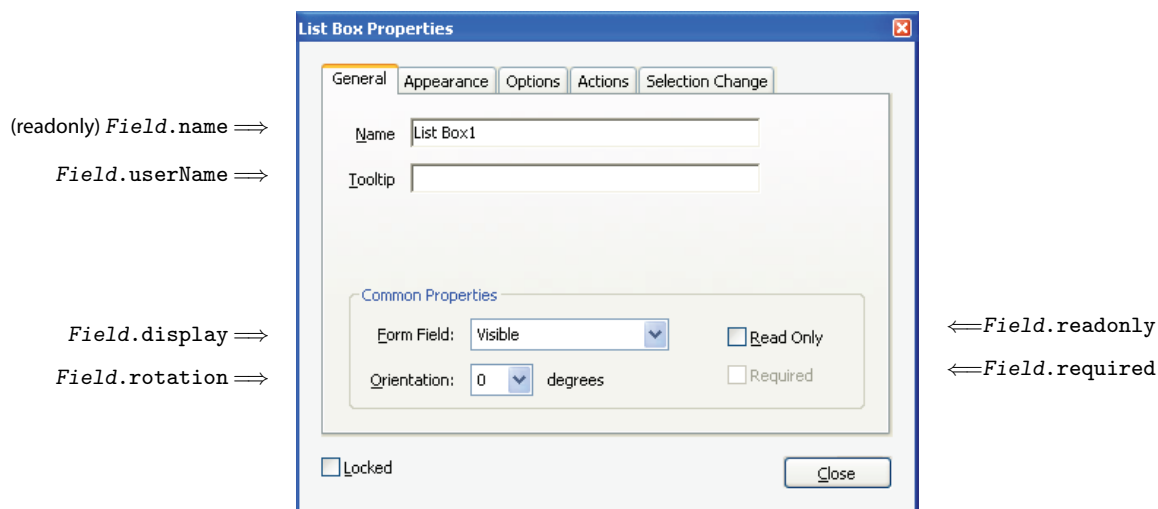 List Box Properties
General Appearance Options Actions Selection Change
(readonly) Field.name⟹ Name List Box1
Field.userName⟹ Tooltip
Common Properties
Field.display⟹ Form Field: Visible Read Only ⟸Field.readonly
Field.rotation⟹ Orientation: 0 degrees Required ⟸Field.required
Locked Close